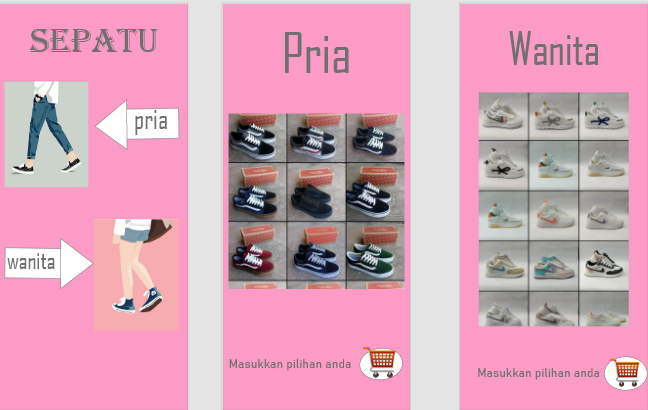 SEPATU
pria
wanita
Pria
Masukkan pilihan anda
Wanita
Masukkan pilihan anda